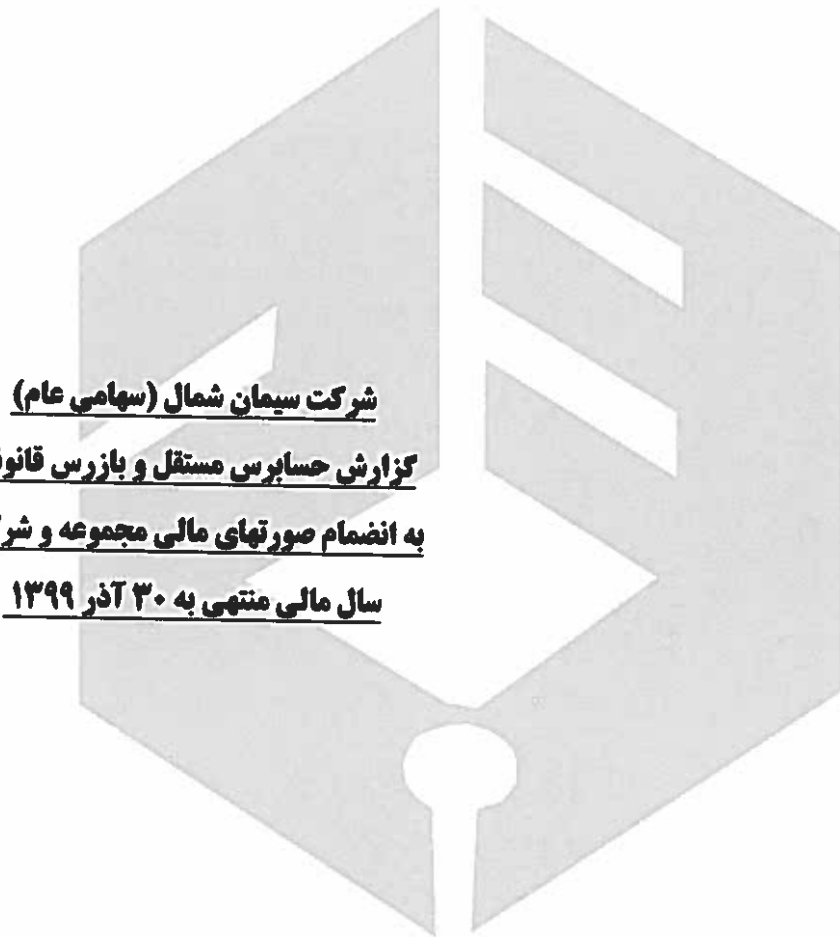 شرکت سیمان شمال (سهامی عام)
گزارش حسابرس مستقل و بازرس
به انضمام صورتهای مالی مجموعه و
سال مالی منتهی به ۳۰ آذر ۱۳۹۹